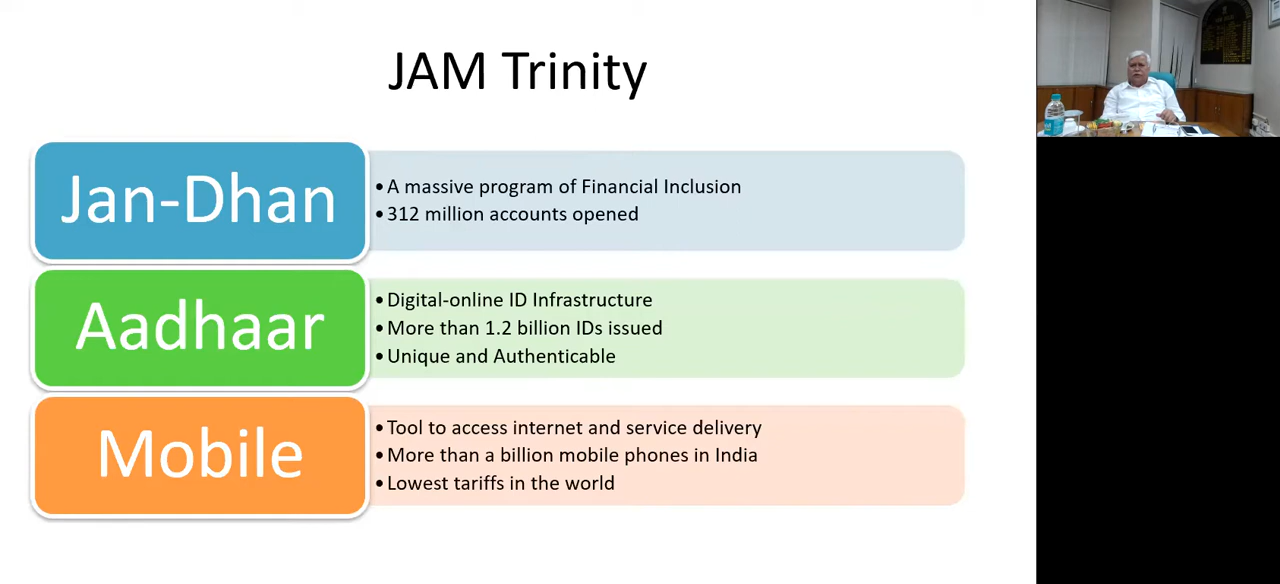 JAM Trinity
Jan-Dhan
• A massive program of Financial Inclusion
• 312 million accounts opened
Aadhaar
• Digital-online ID Infrastructure
• More than 1.2 billion IDs issued
• Unique and Authenticable
Mobile
• Tool to access internet and service delivery
• More than a billion mobile phones in India
• Lowest tariffs in the world